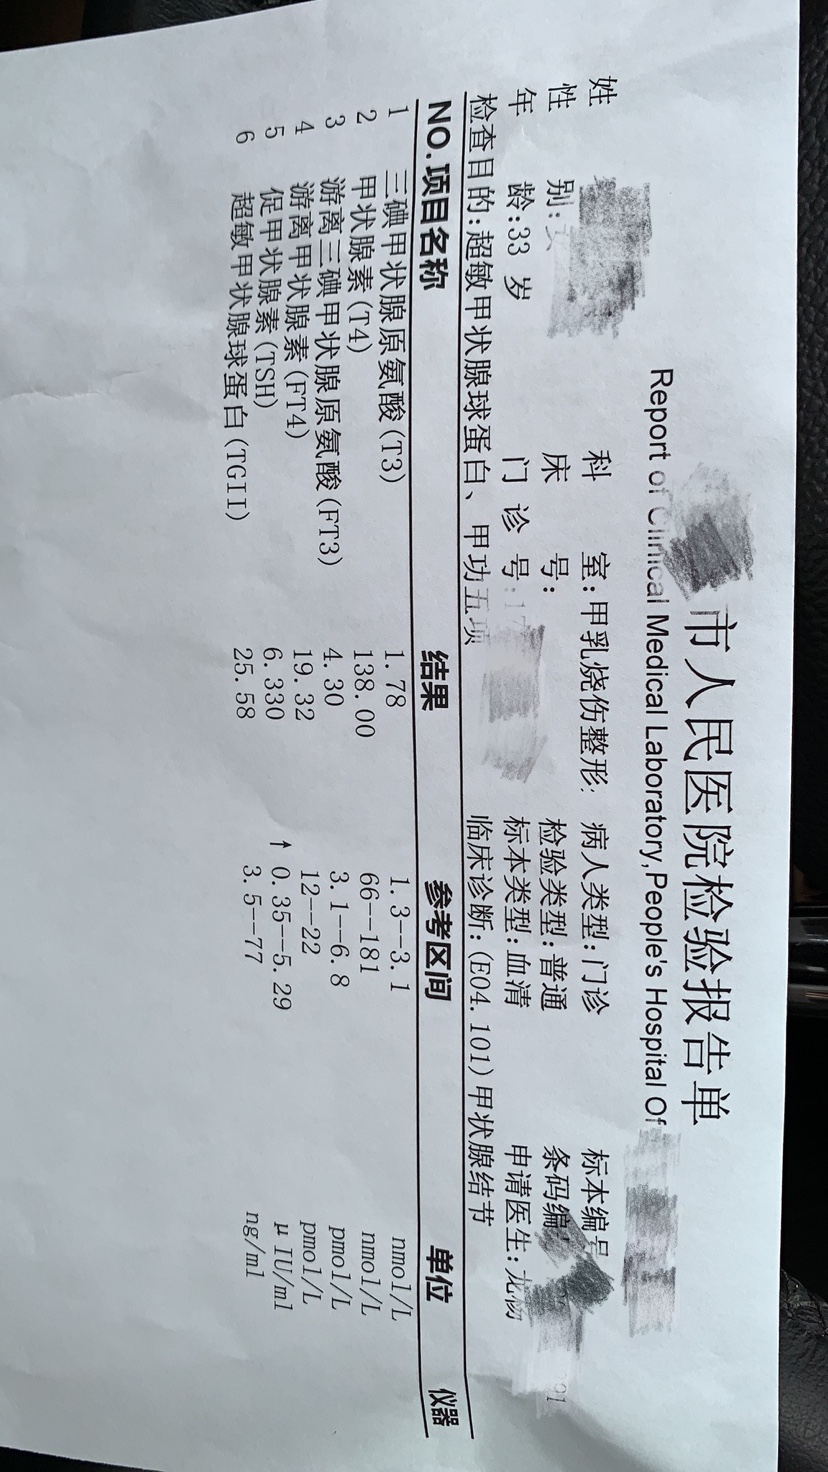 市人民医院检验报告单
Report of Clinical Medical Laboratory,People's Hospital Of
姓 科 室:甲乳烧伤整形 病人类型:门诊 标本编号
性 别:女 床 号: 检验类型:普通 条码编
年 龄:33 岁 门 诊 号:1 标本类型:血清 申请医生:龙
检查目的:超敏甲状腺球蛋白、甲功五项 临床诊断:(E04.101)甲状腺结节
NO.项目名称 结果 参考区间 单位 仪器
1 三碘甲状腺原氨酸(T3) 1.78 1.3--3.1 nmol/L
2 甲状腺素(T4) 138.00 66--181 nmol/L
3 游离三碘甲状腺原氨酸(FT3) 4.30 3.1--6.8 pmol/L
4 游离甲状腺素(FT4) 19.32 12--22 pmol/L
5 促甲状腺素(TSH) 6.330 ↑ 0.35--5.29 μIU/ml
6 超敏甲状腺球蛋白(TGII) 25.58 3.5--77 ng/ml